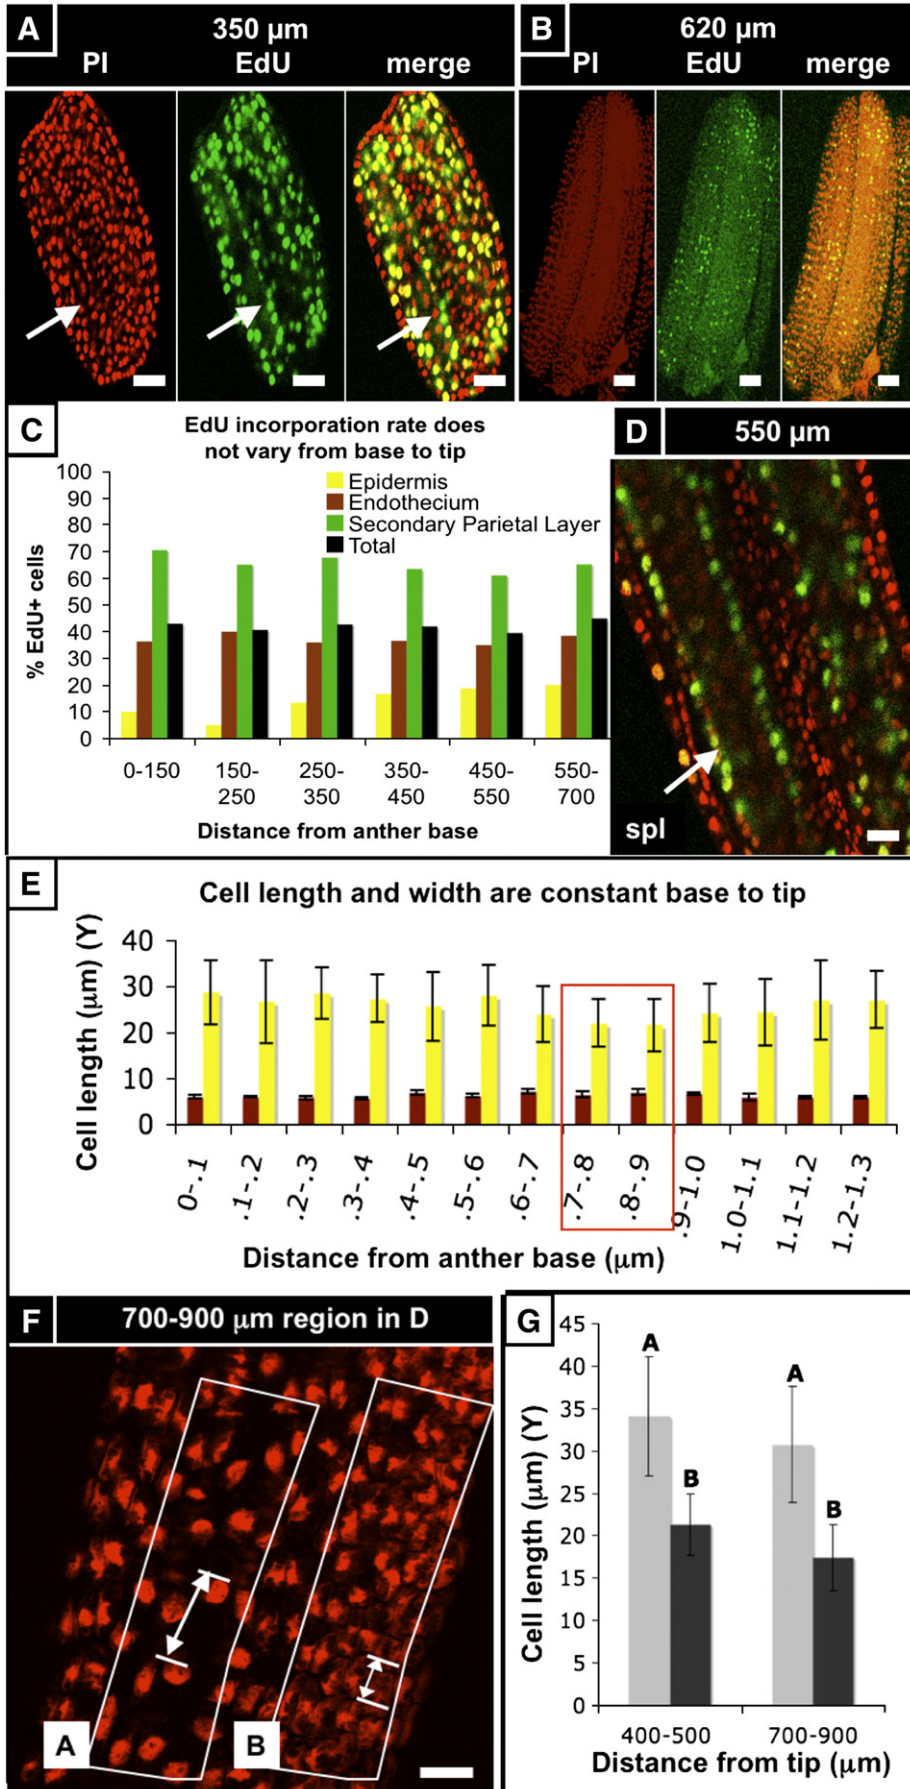 A
350 µm
PI EdU merge
B
620 µm
PI EdU merge
C
EdU incorporation rate does
not vary from base to tip
Epidermis
Endothecium
Secondary Parietal Layer
Total
% EdU+ cells
100
90
80
70
60
50
40
30
20
10
0
0-150 150-250 250-350 350-450 450-550 550-700
Distance from anther base
D
550 µm
spl
E
Cell length and width are constant base to tip
Cell length (µm) (Y)
40
30
20
10
0
0-.1 .1-.2 .2-.3 .3-.4 .4-.5 .5-.6 .6-.7 .7-.8 .8-.9 .9-1.0 1.0-1.1 1.1-1.2 1.2-1.3
Distance from anther base (µm)
F
700-900 µm region in D
A
B
G
Cell length (µm) (Y)
45
40
35
30
25
20
15
10
5
0
A
B
A
B
400-500 700-900
Distance from tip (µm)